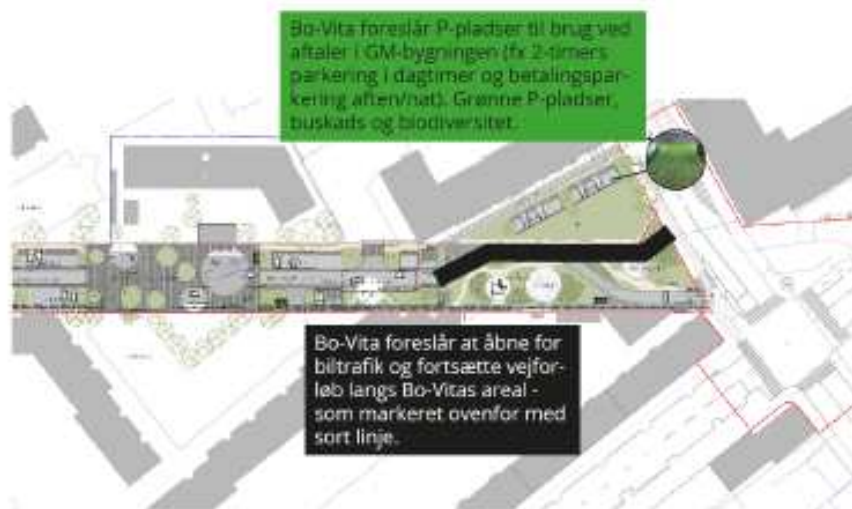 Bo-Vita foreslår P-pladser til brug ved
aftaler i GM-bygningen (fx 2-timers
parkering i dagtimer og betalingspar-
kering aften/nat). Grønne P-pladser,
buskads og biodiversitet.
Bo-Vita foreslår at åbne for
biltrafik og fortsætte vejfor-
løb langs Bo-Vitas areal -
som markeret ovenfor med
sort linje.